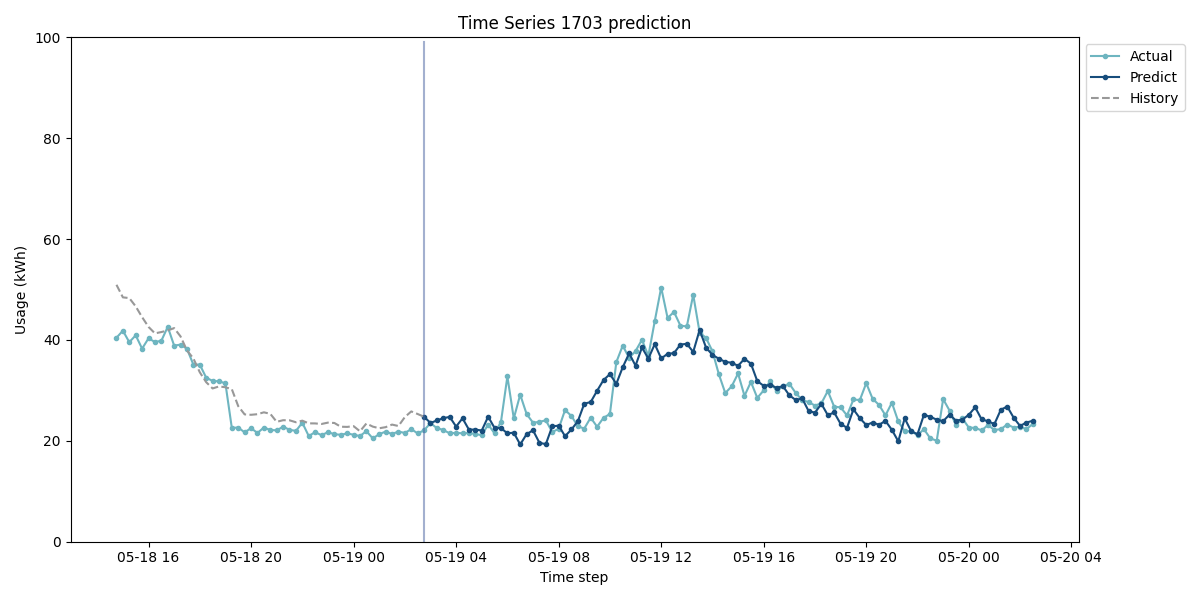 Time Series 1703 prediction
100
80
60
40
20
0
Usage (kWh)
05-18 16
05-18 20
05-19 00
05-19 04
05-19 08
05-19 12
05-19 16
05-19 20
05-20 00
05-20 04
Time step
Actual
Predict
History